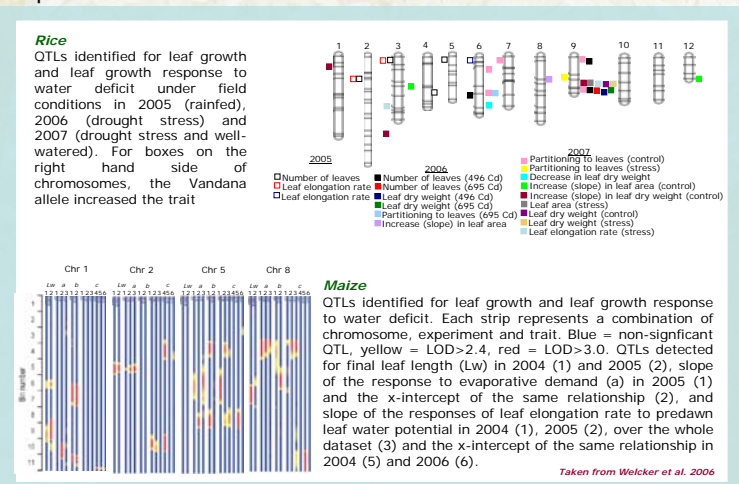 Rice
QTLs identified for leaf growth
and leaf growth response to
water deficit under field
conditions in 2005 (rainfed),
2006 (drought stress) and
2007 (drought stress and well-
watered). For boxes on the
right hand side of
chromosomes, the Vandana
allele increased the trait
1 2 3 4 5 6 7 8 9 10 11 12
2005
Number of leaves
Leaf elongation rate
Leaf elongation rate
2006
Number of leaves (496 Cd)
Number of leaves (695 Cd)
Leaf dry weight (496 Cd)
Leaf dry weight (695 Cd)
Partitioning to leaves (695 Cd)
Increase (slope) in leaf area
2007
Partitioning to leaves (control)
Partitioning to leaves (stress)
Decrease in leaf dry weight
Increase (slope) in leaf area (control)
Increase (slope) in leaf dry weight (control)
Leaf area (stress)
Leaf dry weight (control)
Leaf dry weight (stress)
Leaf elongation rate (stress)
Chr 1 Chr 2 Chr 5 Chr 8
Lw a b c Lw a b c Lw a b c Lw a b c
Bin number
Maize
QTLs identified for leaf growth and leaf growth response
to water deficit. Each strip represents a combination of
chromosome, experiment and trait. Blue = non-signficant
QTL, yellow = LOD>2.4, red = LOD>3.0. QTLs detected
for final leaf length (Lw) in 2004 (1) and 2005 (2), slope
of the response to evaporative demand (a) in 2005 (1)
and the x-intercept of the same relationship (2), and
slope of the responses of leaf elongation rate to predawn
leaf water potential in 2004 (1), 2005 (2), over the whole
dataset (3) and the x-intercept of the same relationship in
2004 (5) and 2006 (6).
Taken from Welcker et al. 2006